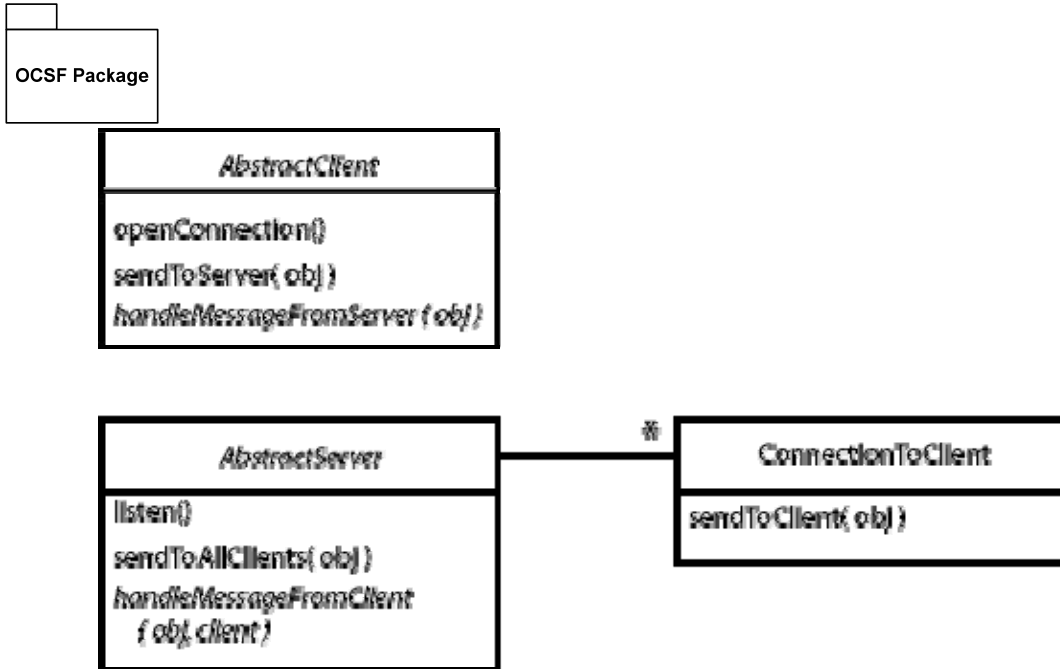 OCSF Package
AbstractClient
openConnection()
sendToServer( obj )
handleMessageFromServer ( obj )
*
AbstractServer
ConnectionToClient
listen()
sendToClient( obj )
sendToAllClients( obj )
handleMessageFromClient
( obj, client )